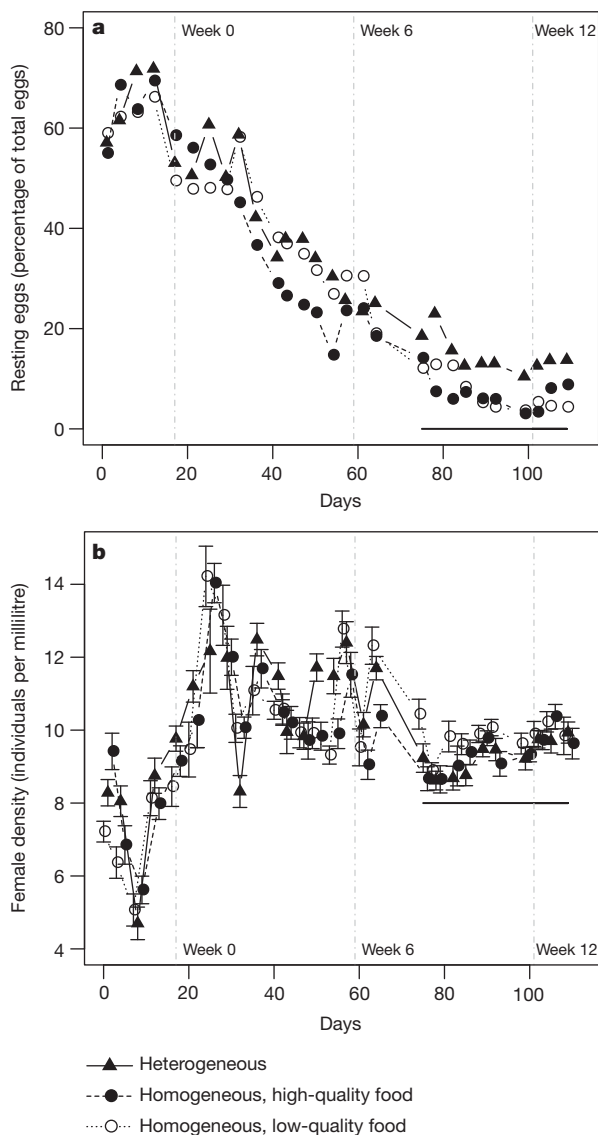 a
Week 0
Week 6
Week 12
Resting eggs (percentage of total eggs)
80
60
40
20
0
0
20
40
60
80
100
Days
b
Female density (individuals per millilitre)
14
12
10
8
6
4
Week 0
Week 6
Week 12
0
20
40
60
80
100
Days
Heterogeneous
Homogeneous, high-quality food
Homogeneous, low-quality food